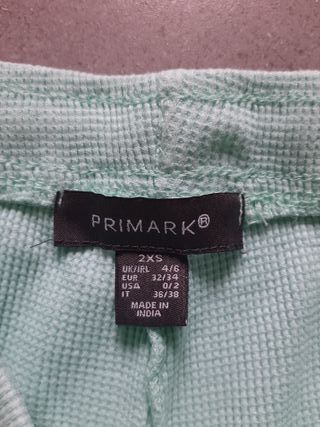 PRIMARK®
2XS
UK/IRL 4/6
EUR 32/34
USA 0/2
IT 36/38
MADE IN
INDIA